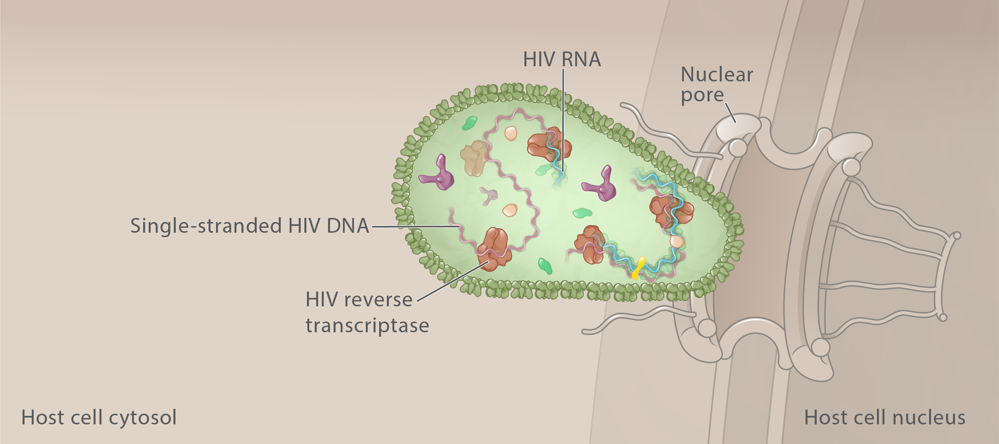 HIV RNA
Nuclear
pore
Single-stranded HIV DNA
HIV reverse
transcriptase
Host cell cytosol
Host cell nucleus